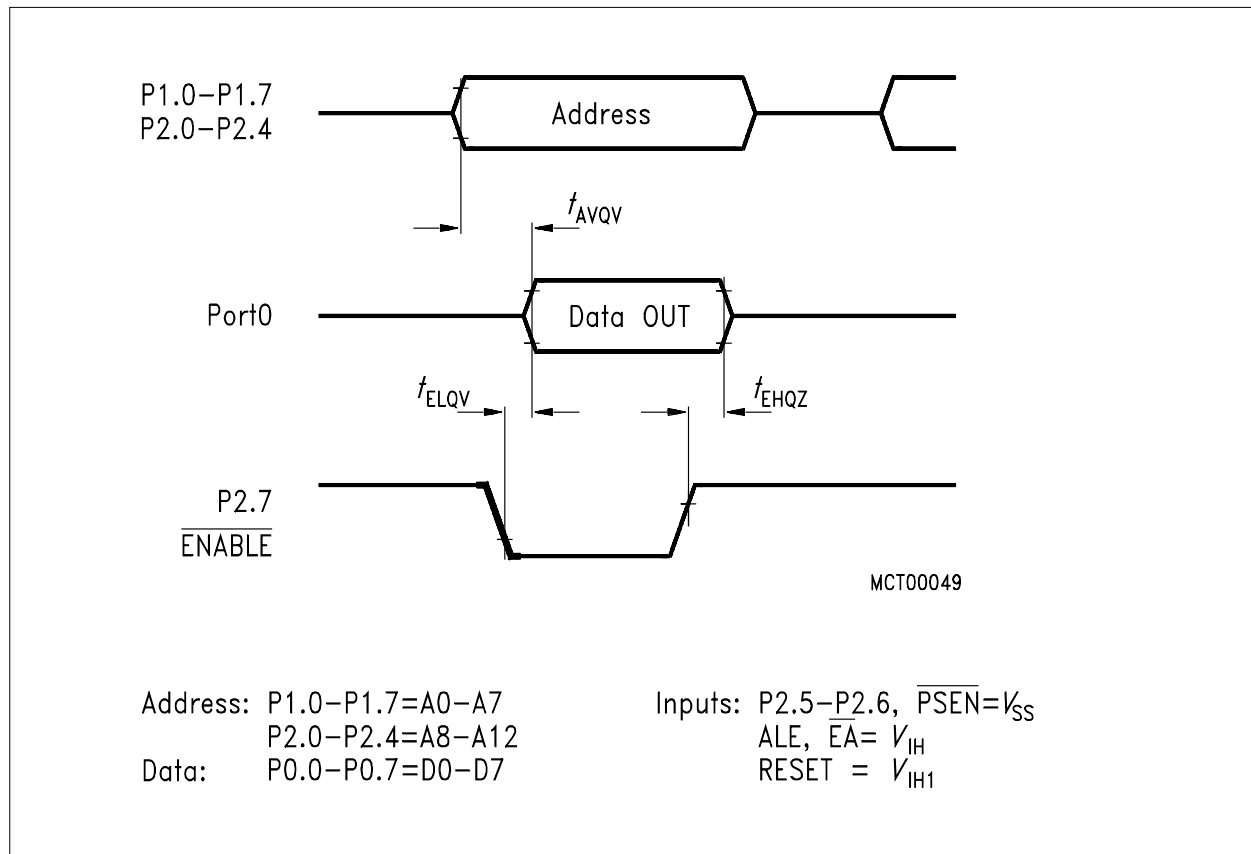 P1.0–P1.7
P2.0–P2.4
Address
tAVQV
Port0
Data OUT
tELQV
tEHQZ
P2.7
ENABLE
MCT00049
Address: P1.0–P1.7=A0–A7
P2.0–P2.4=A8–A12
Data: P0.0–P0.7=D0–D7
Inputs: P2.5–P2.6, PSEN=VSS
ALE, EA= VIH
RESET = VIH1